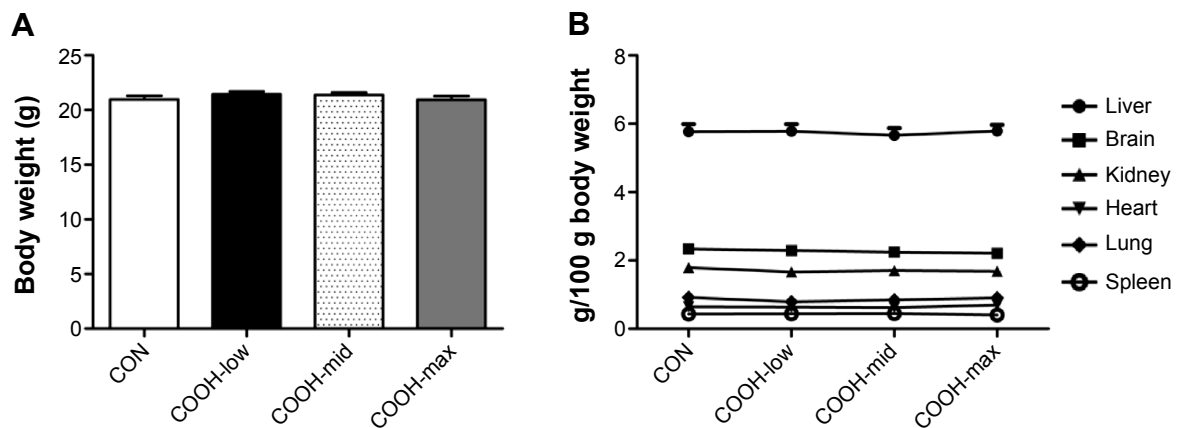 A
Body weight (g)
25
20
15
10
5
0
CON
COOH-low
COOH-mid
COOH-max
B
g/100 g body weight
8
6
4
2
0
CON
COOH-low
COOH-mid
COOH-max
Liver
Brain
Kidney
Heart
Lung
Spleen